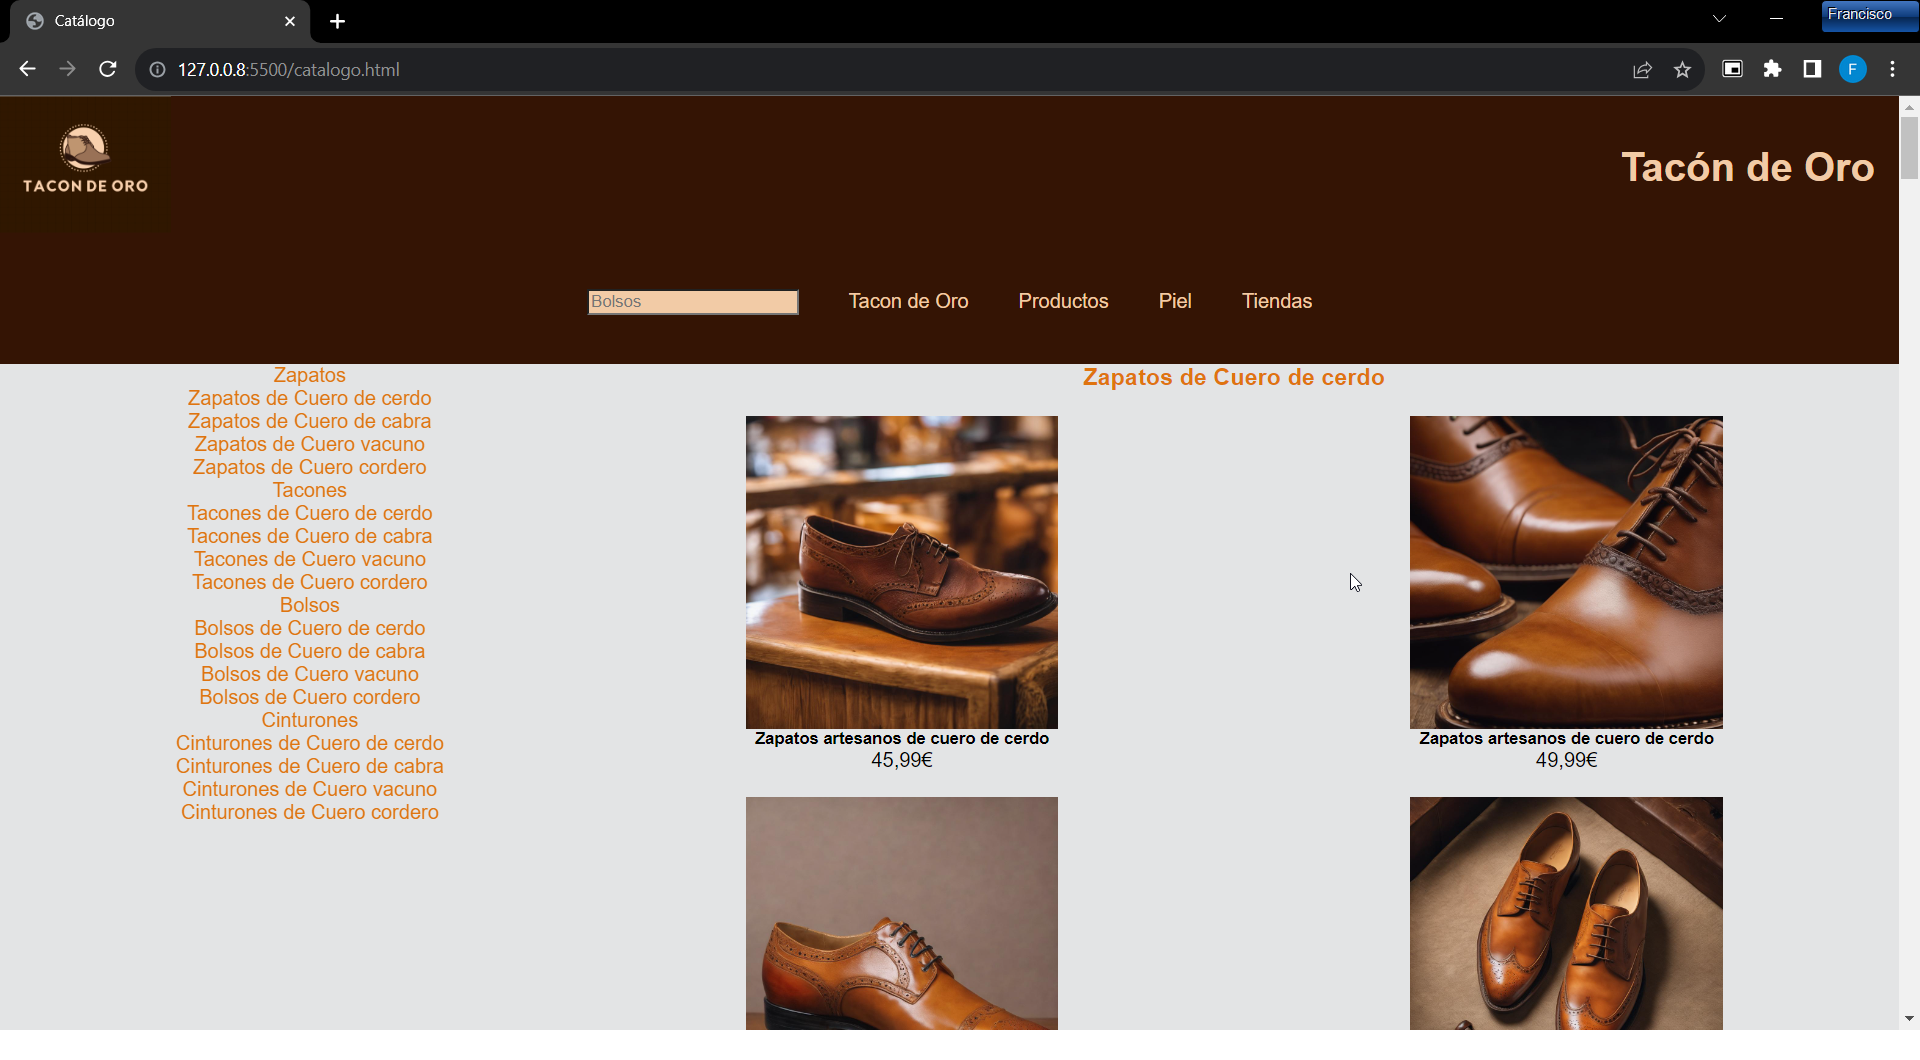 Catálogo
Francisco
127.0.0.8:5500/catalogo.html
F
TACON DE ORO
Tacón de Oro
Bolsos
Tacon de Oro
Productos
Piel
Tiendas
Zapatos
Zapatos de Cuero de cerdo
Zapatos de Cuero de cabra
Zapatos de Cuero vacuno
Zapatos de Cuero cordero
Tacones
Tacones de Cuero de cerdo
Tacones de Cuero de cabra
Tacones de Cuero vacuno
Tacones de Cuero cordero
Bolsos
Bolsos de Cuero de cerdo
Bolsos de Cuero de cabra
Bolsos de Cuero vacuno
Bolsos de Cuero cordero
Cinturones
Cinturones de Cuero de cerdo
Cinturones de Cuero de cabra
Cinturones de Cuero vacuno
Cinturones de Cuero cordero
Zapatos de Cuero de cerdo
Zapatos artesanos de cuero de cerdo
45,99€
Zapatos artesanos de cuero de cerdo
49,99€